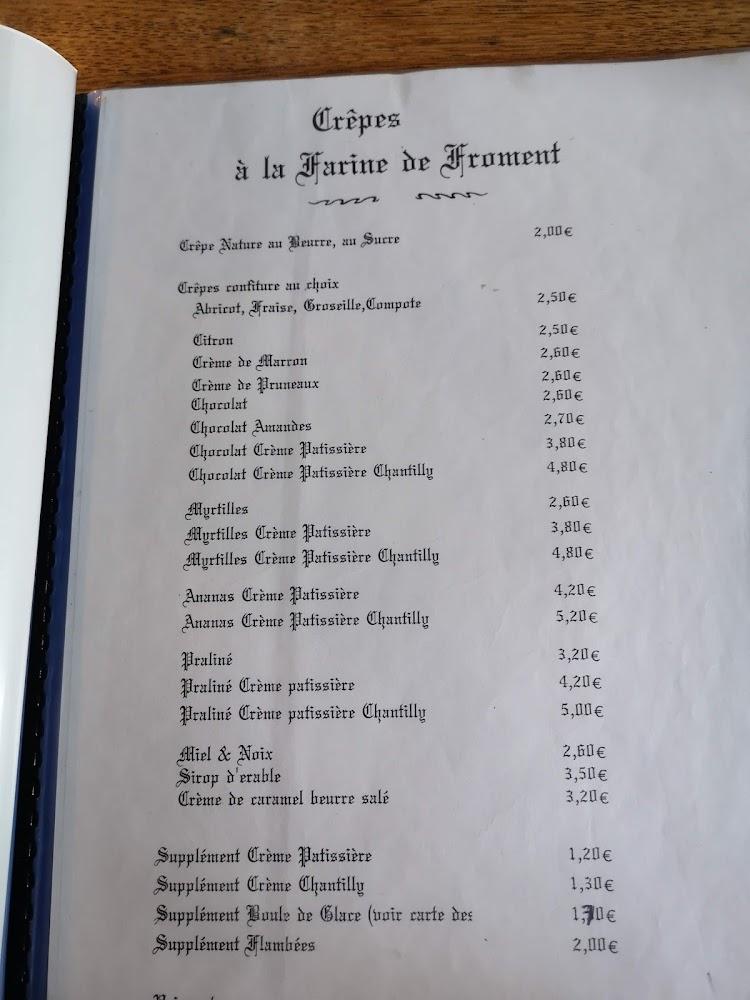 Crêpes
à la Farine de Froment
Crêpe Nature au Beurre, au Sucre 2,00€
Crêpes confiture au choix
Abricot, Fraise, Groseille,Compote 2,50€
Citron 2,50€
Crème de Marron 2,60€
Crème de Pruneaux 2,60€
Chocolat 2,60€
Chocolat Amandes 2,70€
Chocolat Crème Patissière 3,80€
Chocolat Crème Patissière Chantilly 4,80€
Myrtilles 2,60€
Myrtilles Crème Patissière 3,80€
Myrtilles Crème Patissière Chantilly 4,80€
Ananas Crème Patissière 4,20€
Ananas Crème Patissière Chantilly 5,20€
Praliné 3,20€
Praliné Crème patissière 4,20€
Praliné Crème patissière Chantilly 5,00€
Miel & Noix 2,60€
Sirop d'erable 3,50€
Crème de caramel beurre salé 3,20€
Supplément Crème Patissière 1,20€
Supplément Crème Chantilly 1,30€
Supplément Boule de Glace (voir carte des 1,70€
Supplément Flambées 2,00€